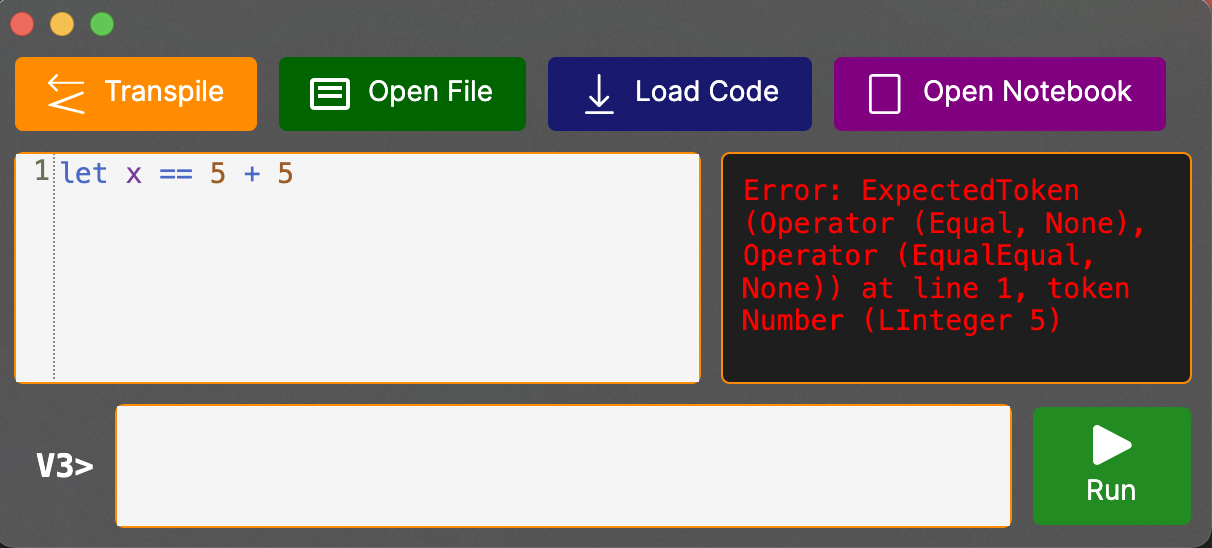 Transpile
Open File
Load Code
Open Notebook
1 let x == 5 + 5
Error: ExpectedToken
(Operator (Equal, None),
Operator (EqualEqual,
None)) at line 1, token
Number (LInteger 5)
V3>
Run